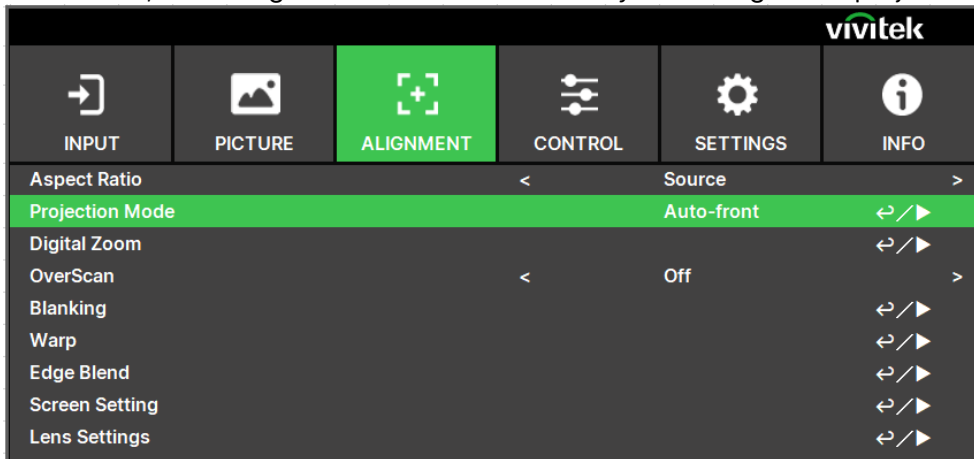 vivitek
INPUT PICTURE ALIGNMENT CONTROL SETTINGS INFO
Aspect Ratio < Source >
Projection Mode Auto-front ↩/▶
Digital Zoom ↩/▶
OverScan < Off >
Blanking ↩/▶
Warp ↩/▶
Edge Blend ↩/▶
Screen Setting ↩/▶
Lens Settings ↩/▶